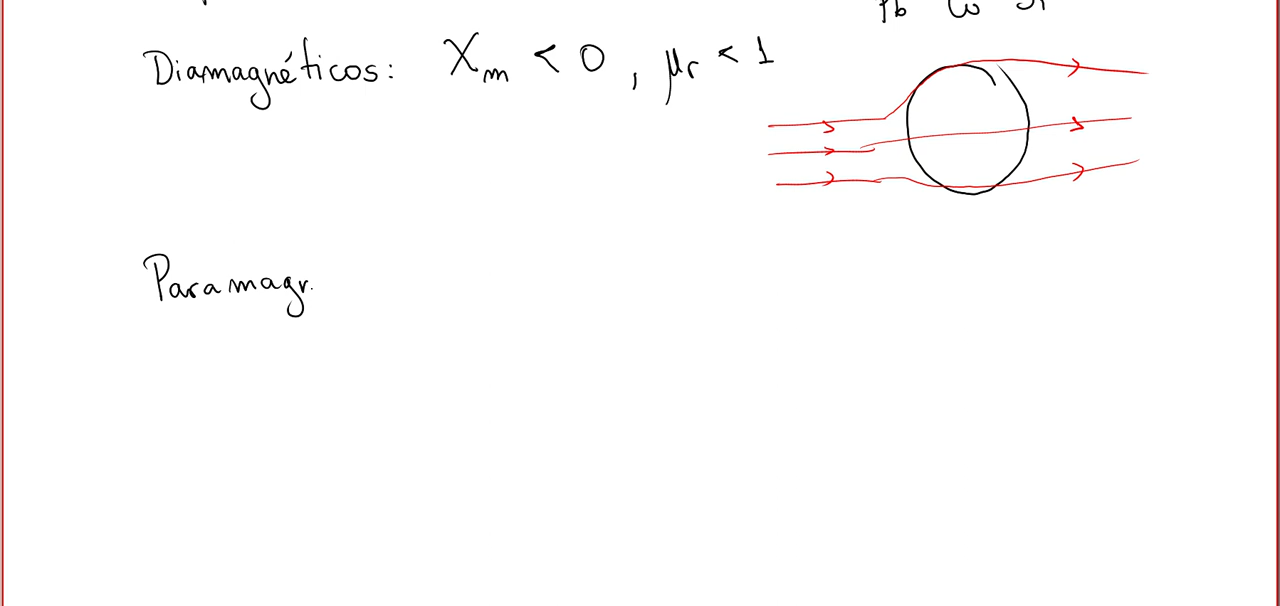 Diamagnéticos: χₘ < 0, μᵣ < 1
Paramagn.